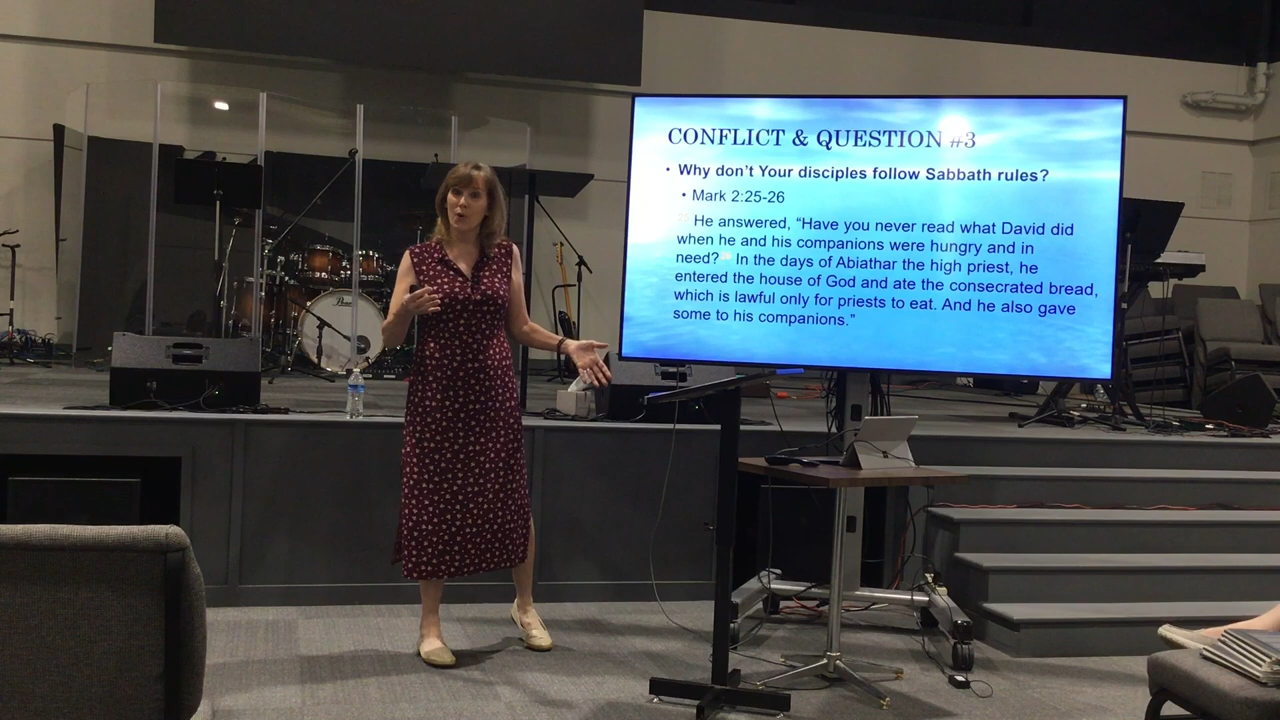 CONFLICT & QUESTION #3
• Why don't Your disciples follow Sabbath rules?
• Mark 2:25-26
25 He answered, “Have you never read what David did
when he and his companions were hungry and in
need?” 26 In the days of Abiathar the high priest, he
entered the house of God and ate the consecrated bread,
which is lawful only for priests to eat. And he also gave
some to his companions.”
Pearl